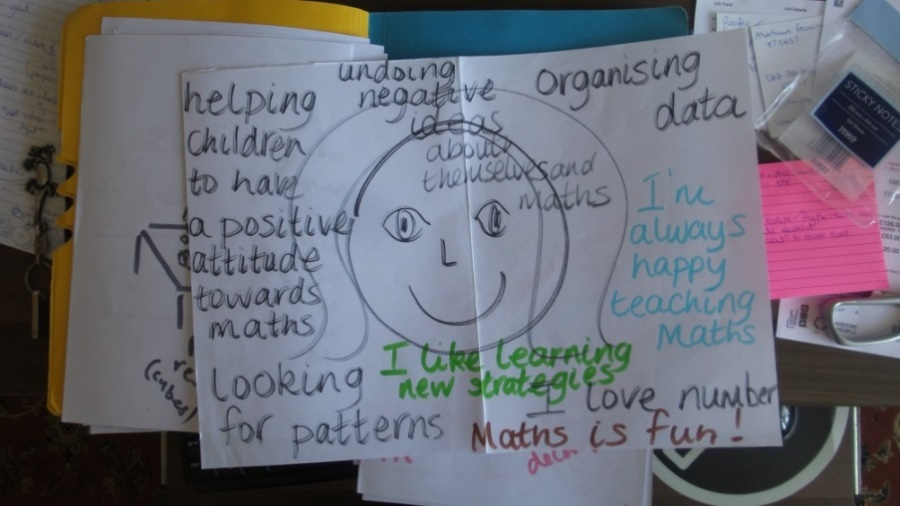 undoing
negative
ideas
about
themselves and
maths
Organising
data
helping
children
to have
a positive
attitude
towards
maths
I'm
always
happy
teaching
Maths
I like learning
new strategies
looking
for patterns
I love number
Maths is fun!
STICKY NOTES